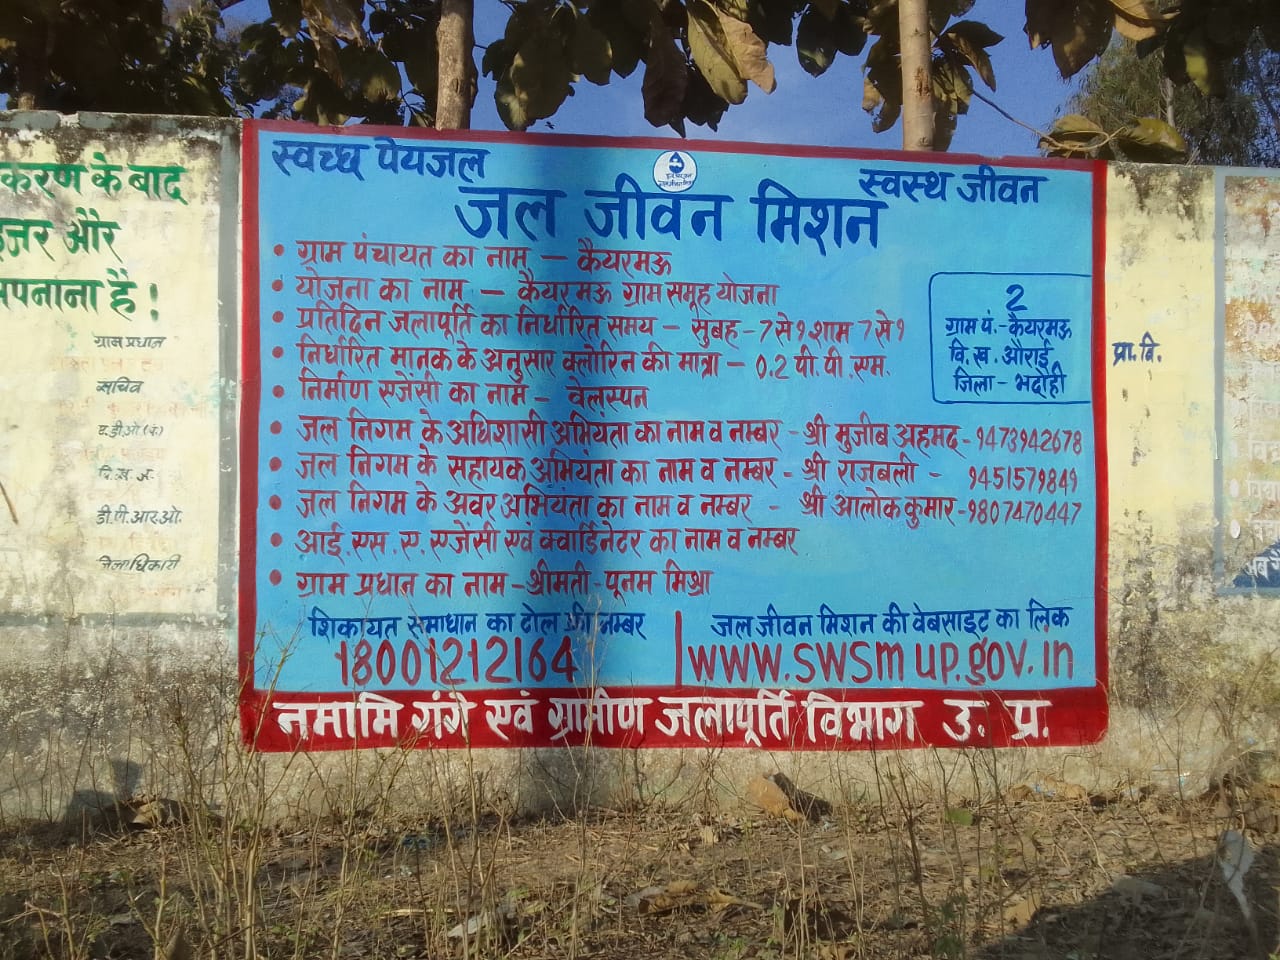 करण के बाद
इजर और
अपनाना है !
ग्राम प्रधान
सचिव
ए.डी.ओ (पं)
वि.ख.अ.
डी.पी.आर.ओ.
जिलाधिकारी
स्वच्छ पेयजल
स्वस्थ जीवन
जल जीवन मिशन
• ग्राम पंचायत का नाम – कैयरमऊ
• योजना का नाम – कैयरमऊ ग्राम समूह योजना
• प्रतिदिन जलापूर्ति का निर्धारित समय – सुबह-7 से 9 शाम 7 से 9
• निर्धारित मानक के अनुसार क्लोरिन की मात्रा – 0.2 पी.पी.एम.
• निर्माण एजेंसी का नाम – वेलस्पन
• जल निगम के अधिशासी अभियंता का नाम व नम्बर – श्री मुजीब अहमद-9473942678
• जल निगम के सहायक अभियंता का नाम व नम्बर – श्री राजबली – 9451579849
• जल निगम के अवर अभियंता का नाम व नम्बर – श्री आलोक कुमार-9807470447
• आई.एस.ए.एजेंसी एवं क्वार्डिनेटर का नाम व नम्बर
• ग्राम प्रधान का नाम – श्रीमती-पूनम मिश्रा
2
ग्राम पं.-कैयरमऊ
वि.ख. औराई
जिला – भदोही
शिकायत समाधान का टोल फ्री नम्बर
18001212164
जल जीवन मिशन की वेबसाइट का लिंक
www.swsmup.gov.in
नमामि गंगे एवं ग्रामीण जलापूर्ति विभाग उ. प्र.
प्रा.वि.